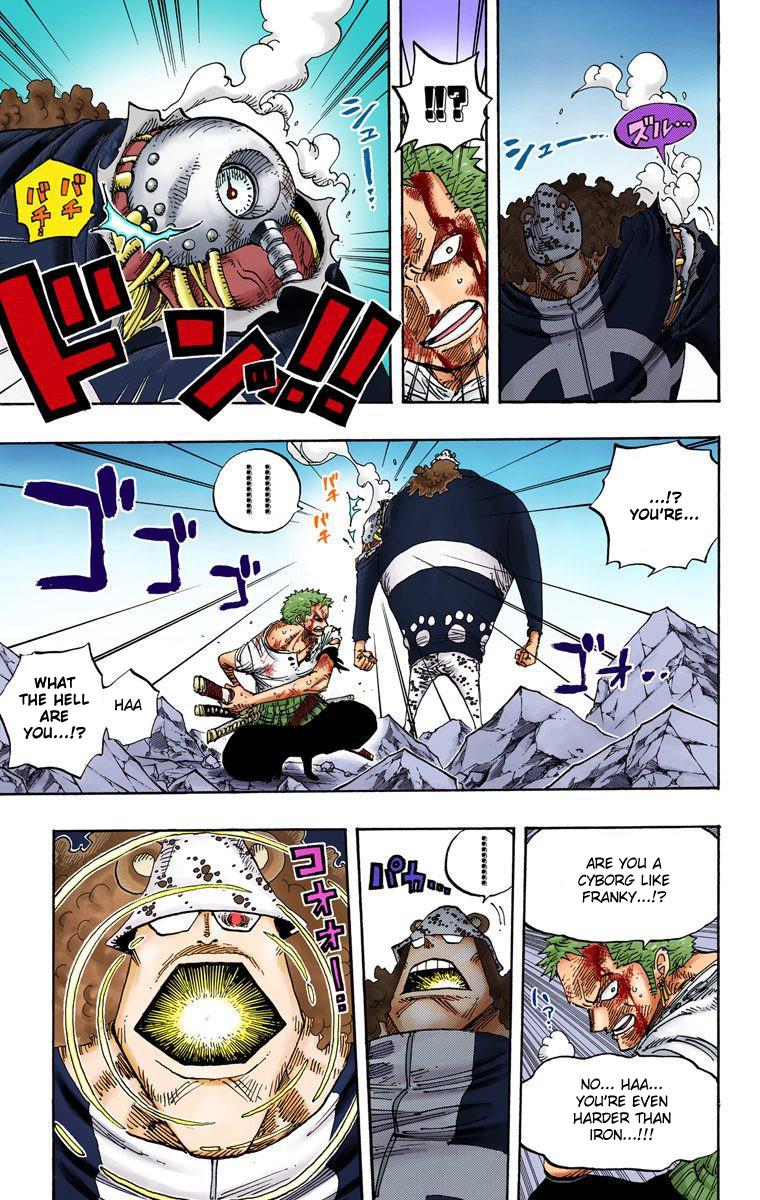 ズル…
シュー…
!!?
シュー…
バチ
バチ
ドンッ!!
...!?
YOU'RE...
バチ
バチ
ゴオ…
ゴゴゴ
HAA
WHAT
THE HELL
ARE
YOU...!?
ARE YOU A
CYBORG LIKE
FRANKY...!?
NO... HAA...
YOU'RE EVEN
HARDER THAN
IRON...!!!
パカ…
コオオー…